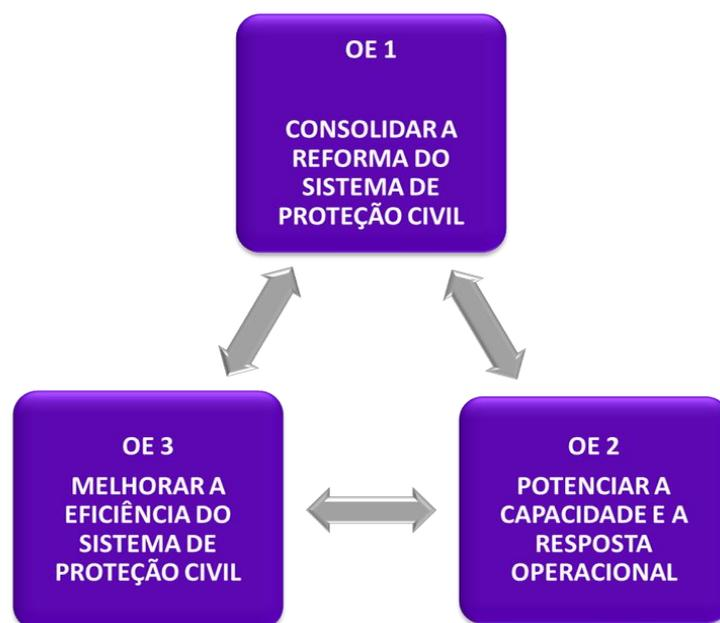 OE 1
CONSOLIDAR A
REFORMA DO
SISTEMA DE
PROTEÇÃO CIVIL
OE 3
MELHORAR A
EFICIÊNCIA DO
SISTEMA DE
PROTEÇÃO CIVIL
OE 2
POTENCIAR A
CAPACIDADE E A
RESPOSTA
OPERACIONAL